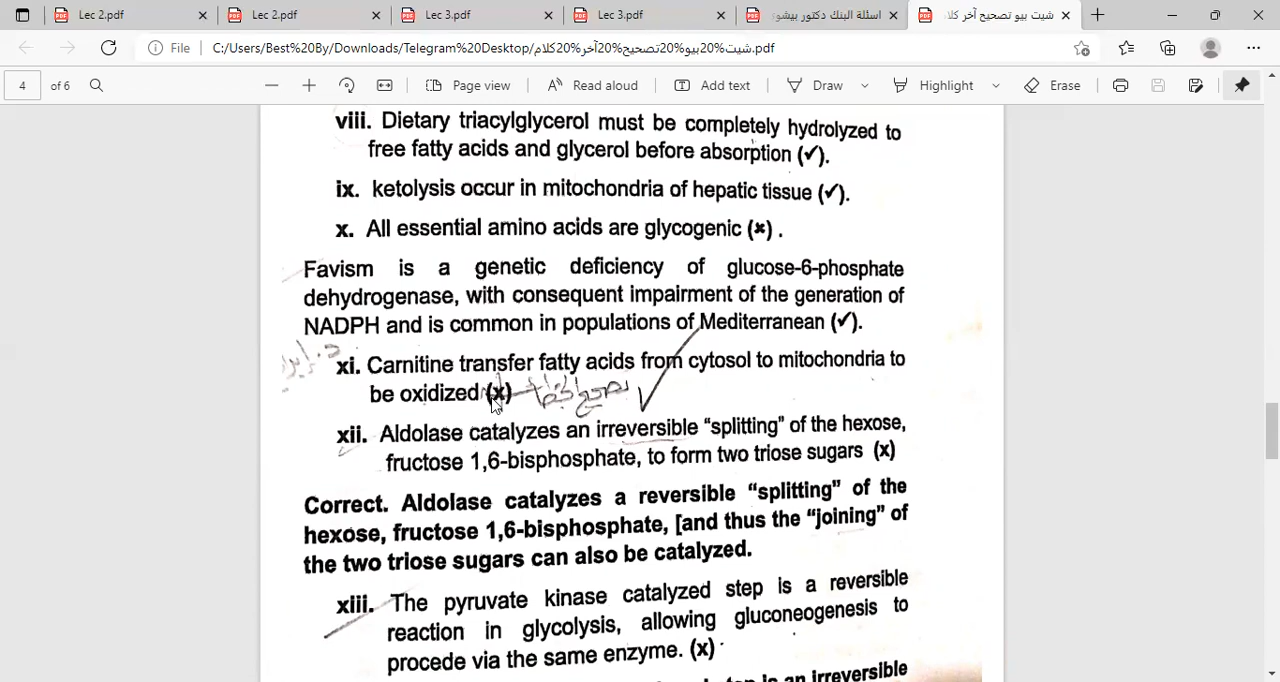 Lec 2.pdf
Lec 2.pdf
Lec 3.pdf
Lec 3.pdf
اسئلة البنك دكتور بيشوى
شيت بيو تصحيح آخر كلا
File C:/Users/Best%20By/Downloads/Telegram%20Desktop/شيت%20بيو%20تصحيح%20آخر%20كلام.pdf
4 of 6 Page view Read aloud Add text Draw Highlight Erase
viii. Dietary triacylglycerol must be completely hydrolyzed to
free fatty acids and glycerol before absorption (✓).
ix. ketolysis occur in mitochondria of hepatic tissue (✓).
x. All essential amino acids are glycogenic (×) .
Favism is a genetic deficiency of glucose-6-phosphate
dehydrogenase, with consequent impairment of the generation of
NADPH and is common in populations of Mediterranean (✓).
xi. Carnitine transfer fatty acids from cytosol to mitochondria to
be oxidized (x) تصحيح الخطأ ✓
xii. Aldolase catalyzes an irreversible “splitting” of the hexose,
fructose 1,6-bisphosphate, to form two triose sugars (x)
Correct. Aldolase catalyzes a reversible “splitting” of the
hexose, fructose 1,6-bisphosphate, [and thus the “joining” of
the two triose sugars can also be catalyzed.
xiii. The pyruvate kinase catalyzed step is a reversible
reaction in glycolysis, allowing gluconeogenesis to
procede via the same enzyme. (x)
step is an irreversible